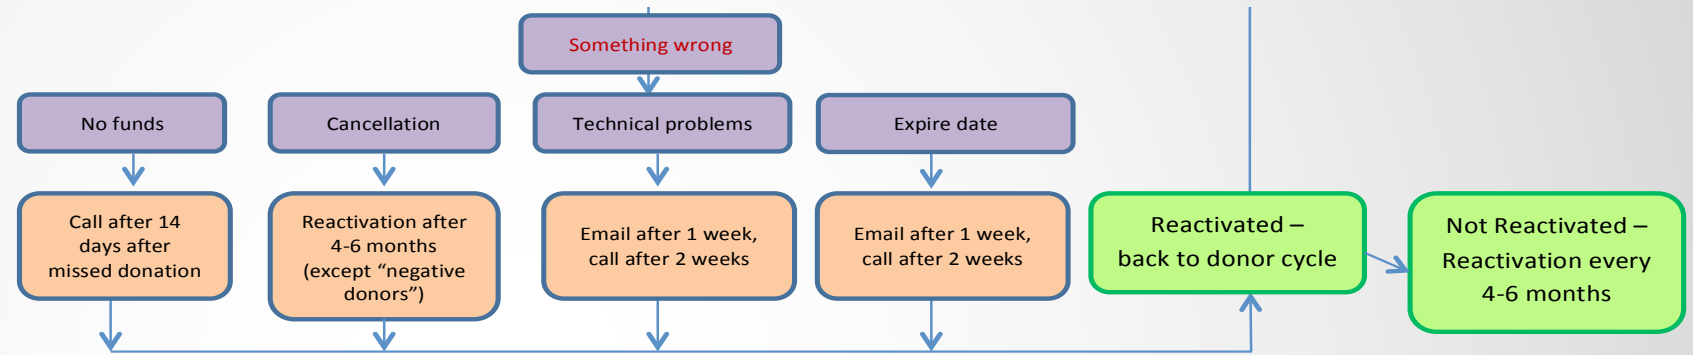 Something wrong
No funds
Cancellation
Technical problems
Expire date
Call after 14
days after
missed donation
Reactivation after
4-6 months
(except “negative
donors”)
Email after 1 week,
call after 2 weeks
Email after 1 week,
call after 2 weeks
Reactivated –
back to donor cycle
Not Reactivated –
Reactivation every
4-6 months